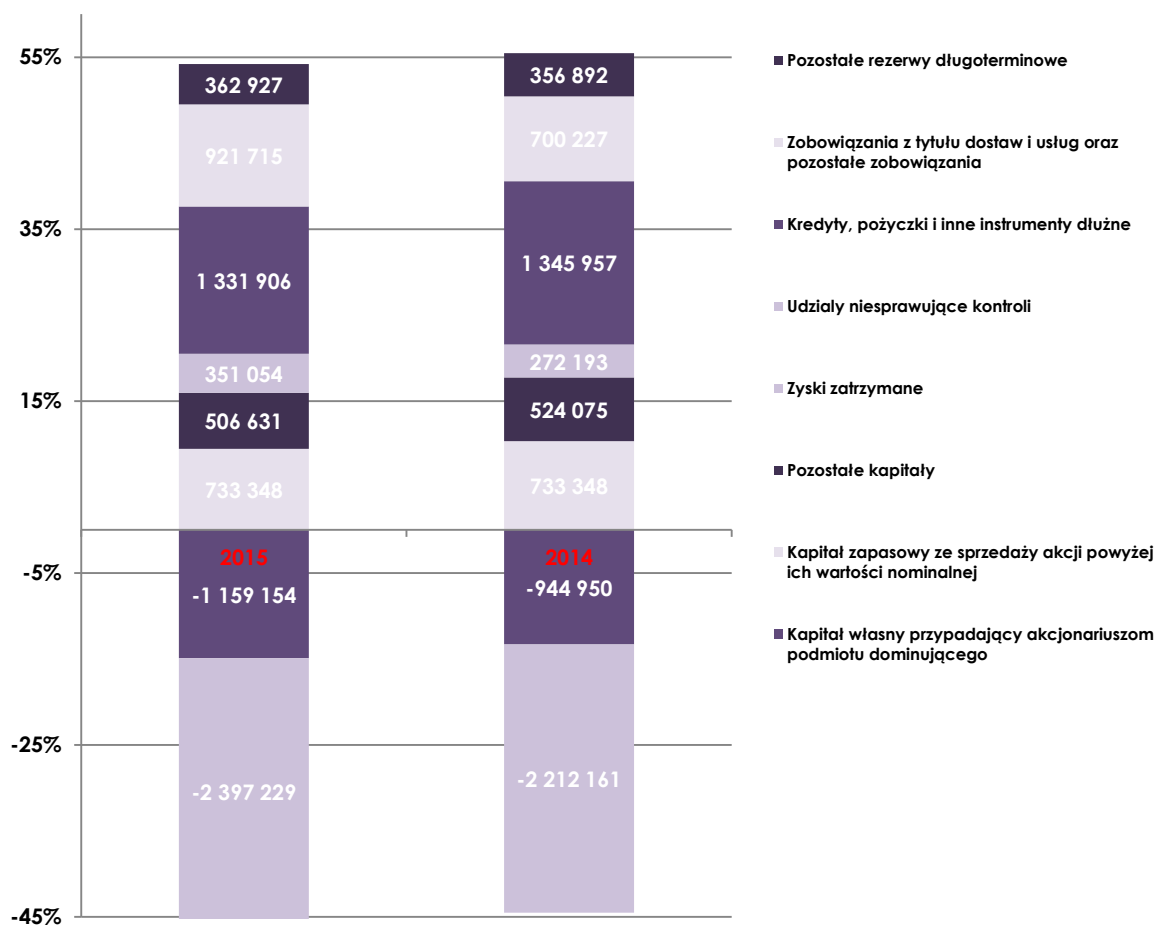 55%
35%
15%
-5%
-25%
-45%
362 927
921 715
1 331 906
351 054
506 631
733 348
2015
-1 159 154
-2 397 229
356 892
700 227
1 345 957
272 193
524 075
733 348
2014
-944 950
-2 212 161
Pozostałe rezerwy długoterminowe
Zobowiązania z tytułu dostaw i usług oraz
pozostałe zobowiązania
Kredyty, pożyczki i inne instrumenty dłużne
Udzialy niesprawujące kontroli
Zyski zatrzymane
Pozostałe kapitały
Kapitał zapasowy ze sprzedaży akcji powyżej
ich wartości nominalnej
Kapitał własny przypadający akcjonariuszom
podmiotu dominującego